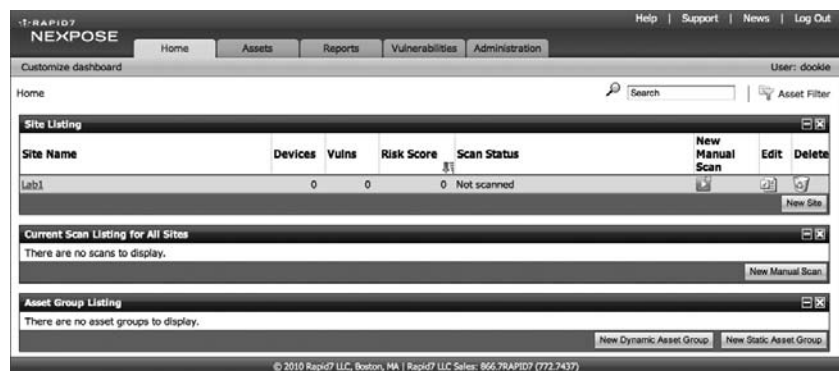 RAPID7
NEXPOSE
Help | Support | News | Log Out
Home Assets Reports Vulnerabilities Administration
Customize dashboard User: dookie
Home Search Asset Filter
Site Listing
Site Name Devices Vulns Risk Score Scan Status New Manual Scan Edit Delete
Lab1 0 0 0 Not scanned
New Site
Current Scan Listing for All Sites
There are no scans to display.
New Manual Scan
Asset Group Listing
There are no asset groups to display.
New Dynamic Asset Group New Static Asset Group
© 2010 Rapid7 LLC, Boston, MA | Rapid7 LLC Sales: 866.7RAPID7 (772.7437)